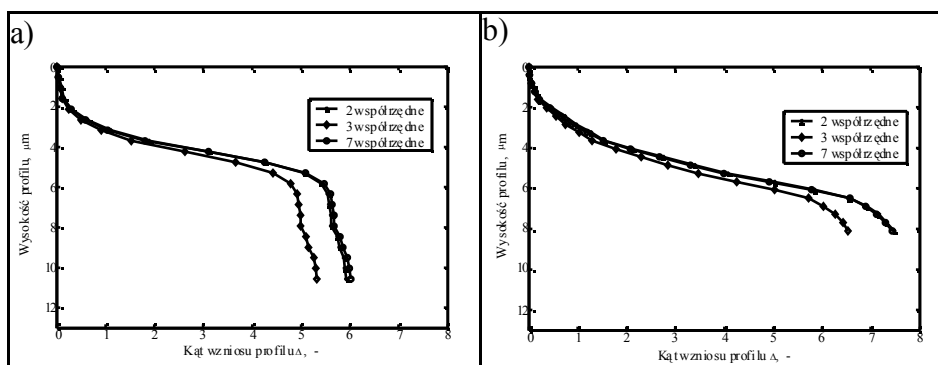 a)
0
2
4
6
8
10
12
Wysokość profilu, µm
2 współrzędne
3 współrzędne
7 współrzędne
0 1 2 3 4 5 6 7 8
Kąt wzniosu profilu Δ, -
b)
0
2
4
6
8
10
12
Wysokość profilu, µm
2 współrzędne
3 współrzędne
7 współrzędne
0 1 2 3 4 5 6 7 8
Kąt wzniosu profilu Δ, -